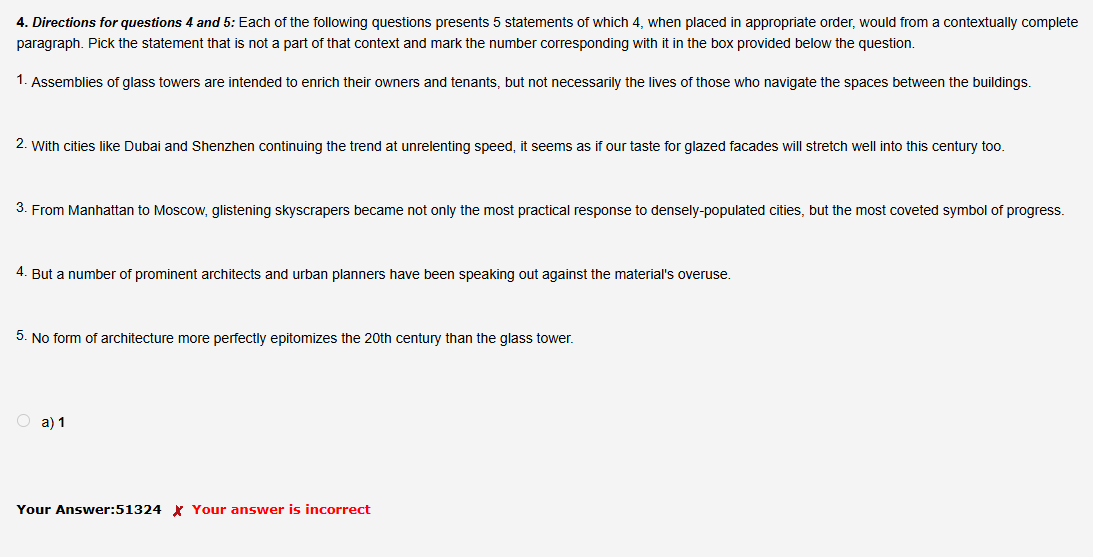 4. Directions for questions 4 and 5: Each of the following questions presents 5 statements of which 4, when placed in appropriate order, would from a contextually complete
paragraph. Pick the statement that is not a part of that context and mark the number corresponding with it in the box provided below the question.
1. Assemblies of glass towers are intended to enrich their owners and tenants, but not necessarily the lives of those who navigate the spaces between the buildings.
2. With cities like Dubai and Shenzhen continuing the trend at unrelenting speed, it seems as if our taste for glazed facades will stretch well into this century too.
3. From Manhattan to Moscow, glistening skyscrapers became not only the most practical response to densely-populated cities, but the most coveted symbol of progress.
4. But a number of prominent architects and urban planners have been speaking out against the material's overuse.
5. No form of architecture more perfectly epitomizes the 20th century than the glass tower.
a) 1
Your Answer:51324 ✗ Your answer is incorrect